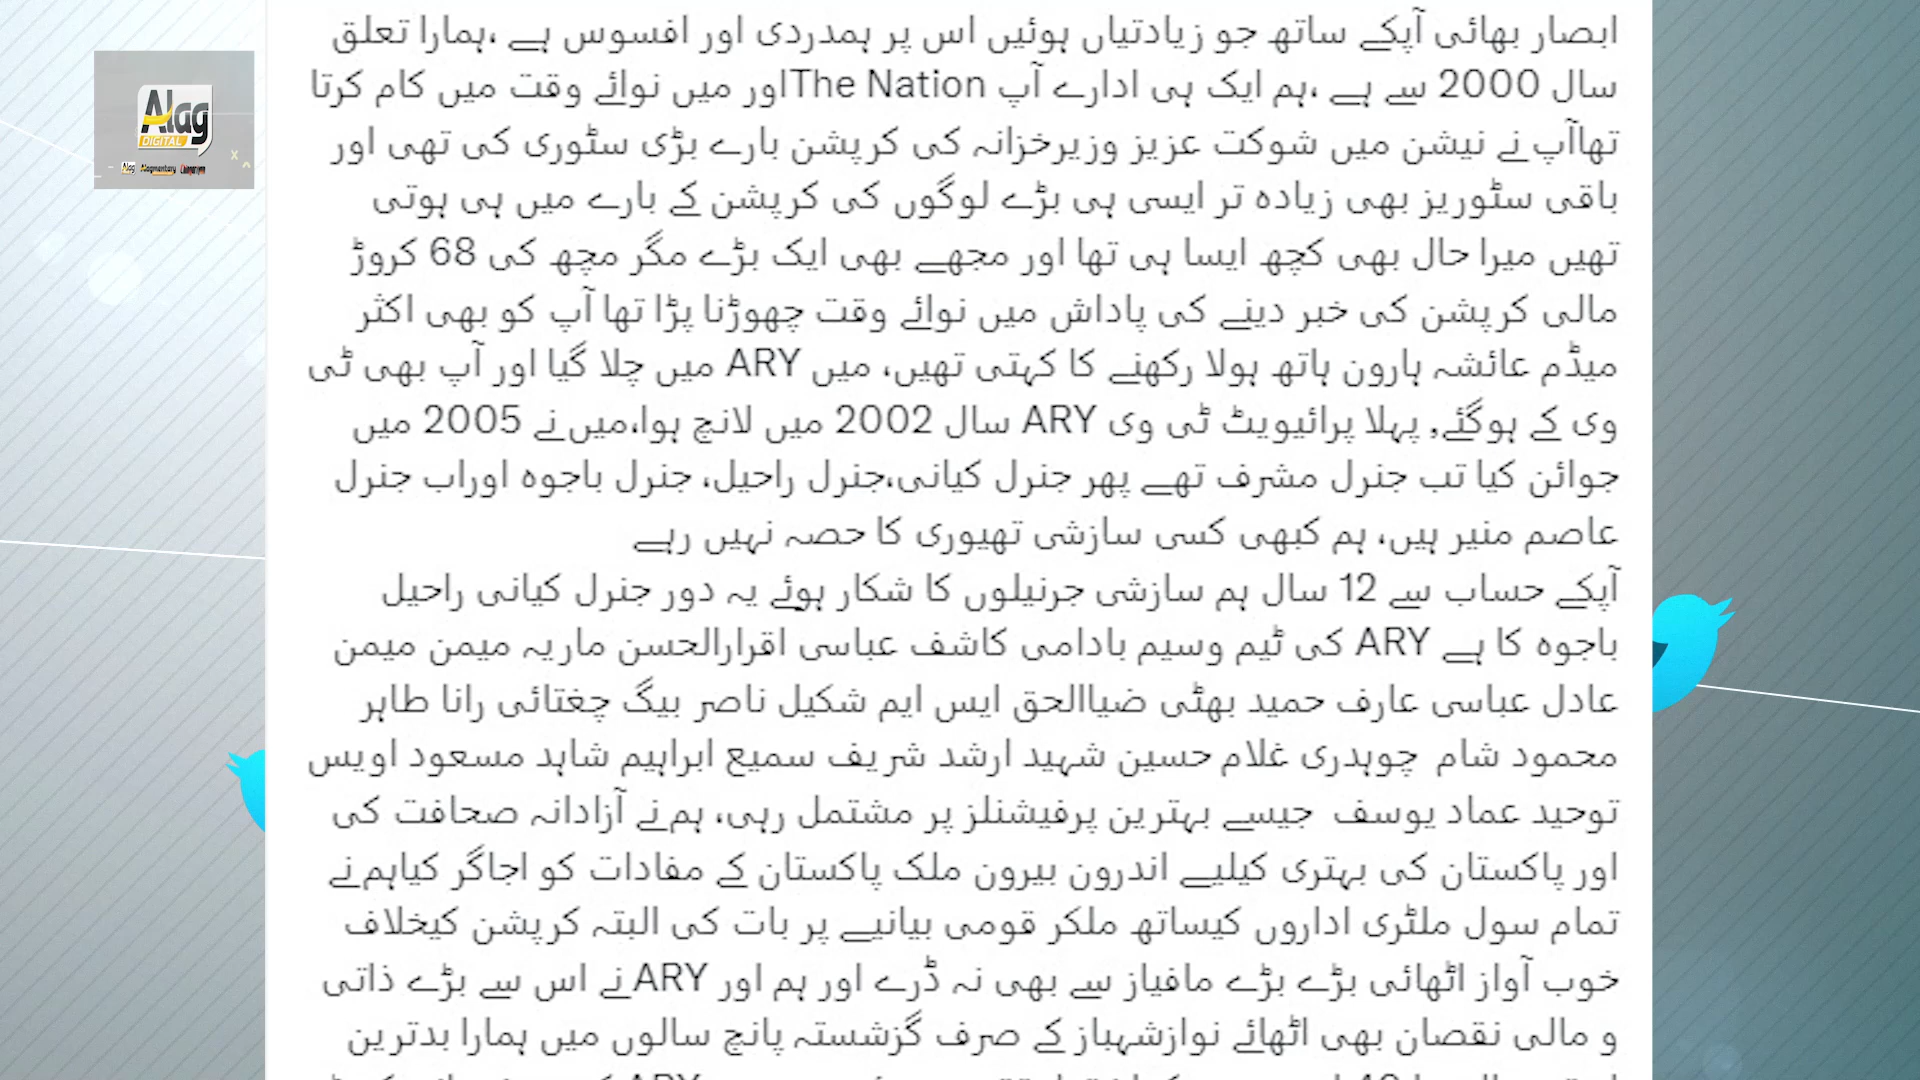 Alag
DIGITAL
ابصار بھائی آپکے ساتھ جو زیادتیاں ہوئیں اس پر ہمدردی اور افسوس ہے ،ہمارا تعلق
سال 2000 سے ہے ،ہم ایک ہی ادارے آپ The Nationاور میں نوائے وقت میں کام کرتا
تھاآپ نے نیشن میں شوکت عزیز وزیرخزانہ کی کرپشن بارے بڑی سٹوری کی تھی اور
باقی سٹوریز بھی زیادہ تر ایسی ہی بڑے لوگوں کی کرپشن کے بارے میں ہی ہوتی
تھیں میرا حال بھی کچھ ایسا ہی تھا اور مجھے بھی ایک بڑے مگر مچھ کی 68 کروڑ
مالی کرپشن کی خبر دینے کی پاداش میں نوائے وقت چھوڑنا پڑا تھا آپ کو بھی اکثر
میڈم عائشہ ہارون ہاتھ ہولا رکھنے کا کہتی تھیں، میں ARY میں چلا گیا اور آپ بھی ٹی
وی کے ہوگئے, پہلا پرائیویٹ ٹی وی ARY سال 2002 میں لانچ ہوا،میں نے 2005 میں
جوائن کیا تب جنرل مشرف تھے پھر جنرل کیانی،جنرل راحیل، جنرل باجوہ اوراب جنرل
عاصم منیر ہیں، ہم کبھی کسی سازشی تھیوری کا حصہ نہیں رہے
آپکے حساب سے 12 سال ہم سازشی جرنیلوں کا شکار ہوئے یہ دور جنرل کیانی راحیل
باجوہ کا ہے ARY کی ٹیم وسیم بادامی کاشف عباسی اقرارالحسن ماریہ میمن میمن
عادل عباسی عارف حمید بھٹی ضیاالحق ایس ایم شکیل ناصر بیگ چغتائی رانا طاہر
محمود شام چوہدری غلام حسین شہید ارشد شریف سمیع ابراہیم شاہد مسعود اویس
توحید عماد یوسف جیسے بہترین پرفیشنلز پر مشتمل رہی، ہم نے آزادانہ صحافت کی
اور پاکستان کی بہتری کیلیے اندرون بیرون ملک پاکستان کے مفادات کو اجاگر کیاہم نے
تمام سول ملٹری اداروں کیساتھ ملکر قومی بیانیے پر بات کی البتہ کرپشن کیخلاف
خوب آواز اٹھائی بڑے بڑے مافیاز سے بھی نہ ڈرے اور ہم اور ARY نے اس سے بڑے ذاتی
و مالی نقصان بھی اٹھائے نوازشہباز کے صرف گزشستہ پانچ سالوں میں ہمارا بدترین